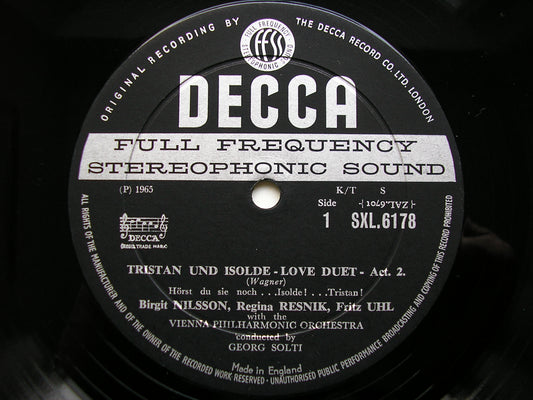 ORIGINAL RECORDING BY THE DECCA RECORD CO. LTD. LONDON
FULL FREQUENCY STEREOPHONIC SOUND
ffss
DECCA
FULL FREQUENCY
STEREOPHONIC SOUND
(P) 1965
K/T S
Side
1
SXL.6178
DECCA
TRADE MARK
TRISTAN UND ISOLDE - LOVE DUET - Act. 2.
(Wagner)
Hörst du sie noch . . .Isolde! . . .Tristan!
Birgit NILSSON, Regina RESNIK, Fritz UHL
with the
VIENNA PHILHARMONIC ORCHESTRA
conducted by
GEORG SOLTI
Made in England
ALL RIGHTS OF THE MANUFACTURER AND OF THE OWNER OF THE RECORDED WORK RESERVED · UNAUTHORISED PUBLIC PERFORMANCE BROADCASTING AND COPYING OF THIS RECORD PROHIBITED